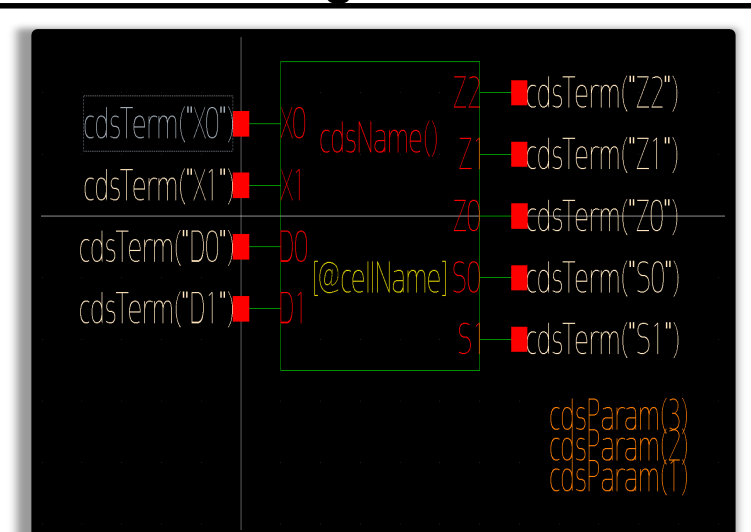 cdsTerm("X0")
X0
cdsName()
Z2
cdsTerm("Z2")
cdsTerm("X1")
X1
Z1
cdsTerm("Z1")
Z0
cdsTerm("Z0")
cdsTerm("D0")
D0
[@cellName]
S0
cdsTerm("S0")
cdsTerm("D1")
D1
S1
cdsTerm("S1")
cdsParam(3)
cdsParam(2)
cdsParam(1)